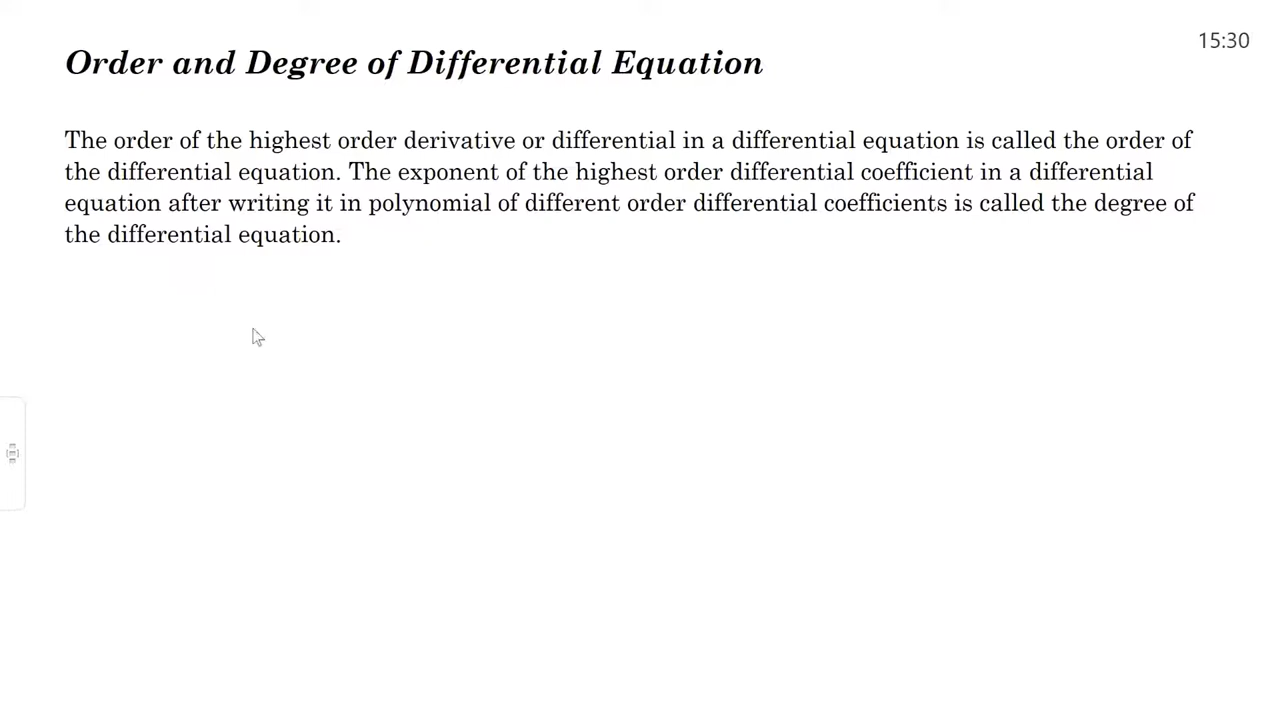 15:30
Order and Degree of Differential Equation
The order of the highest order derivative or differential in a differential equation is called the order of
the differential equation. The exponent of the highest order differential coefficient in a differential
equation after writing it in polynomial of different order differential coefficients is called the degree of
the differential equation.